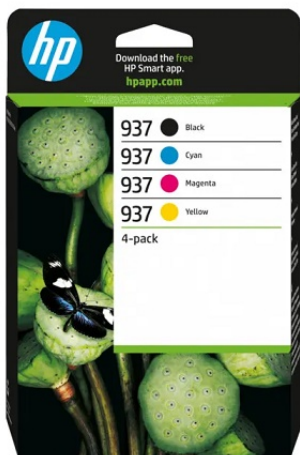 hp
Download the free
HP Smart app.
hpapp.com
937 Black
937 Cyan
937 Magenta
937 Yellow
4-pack